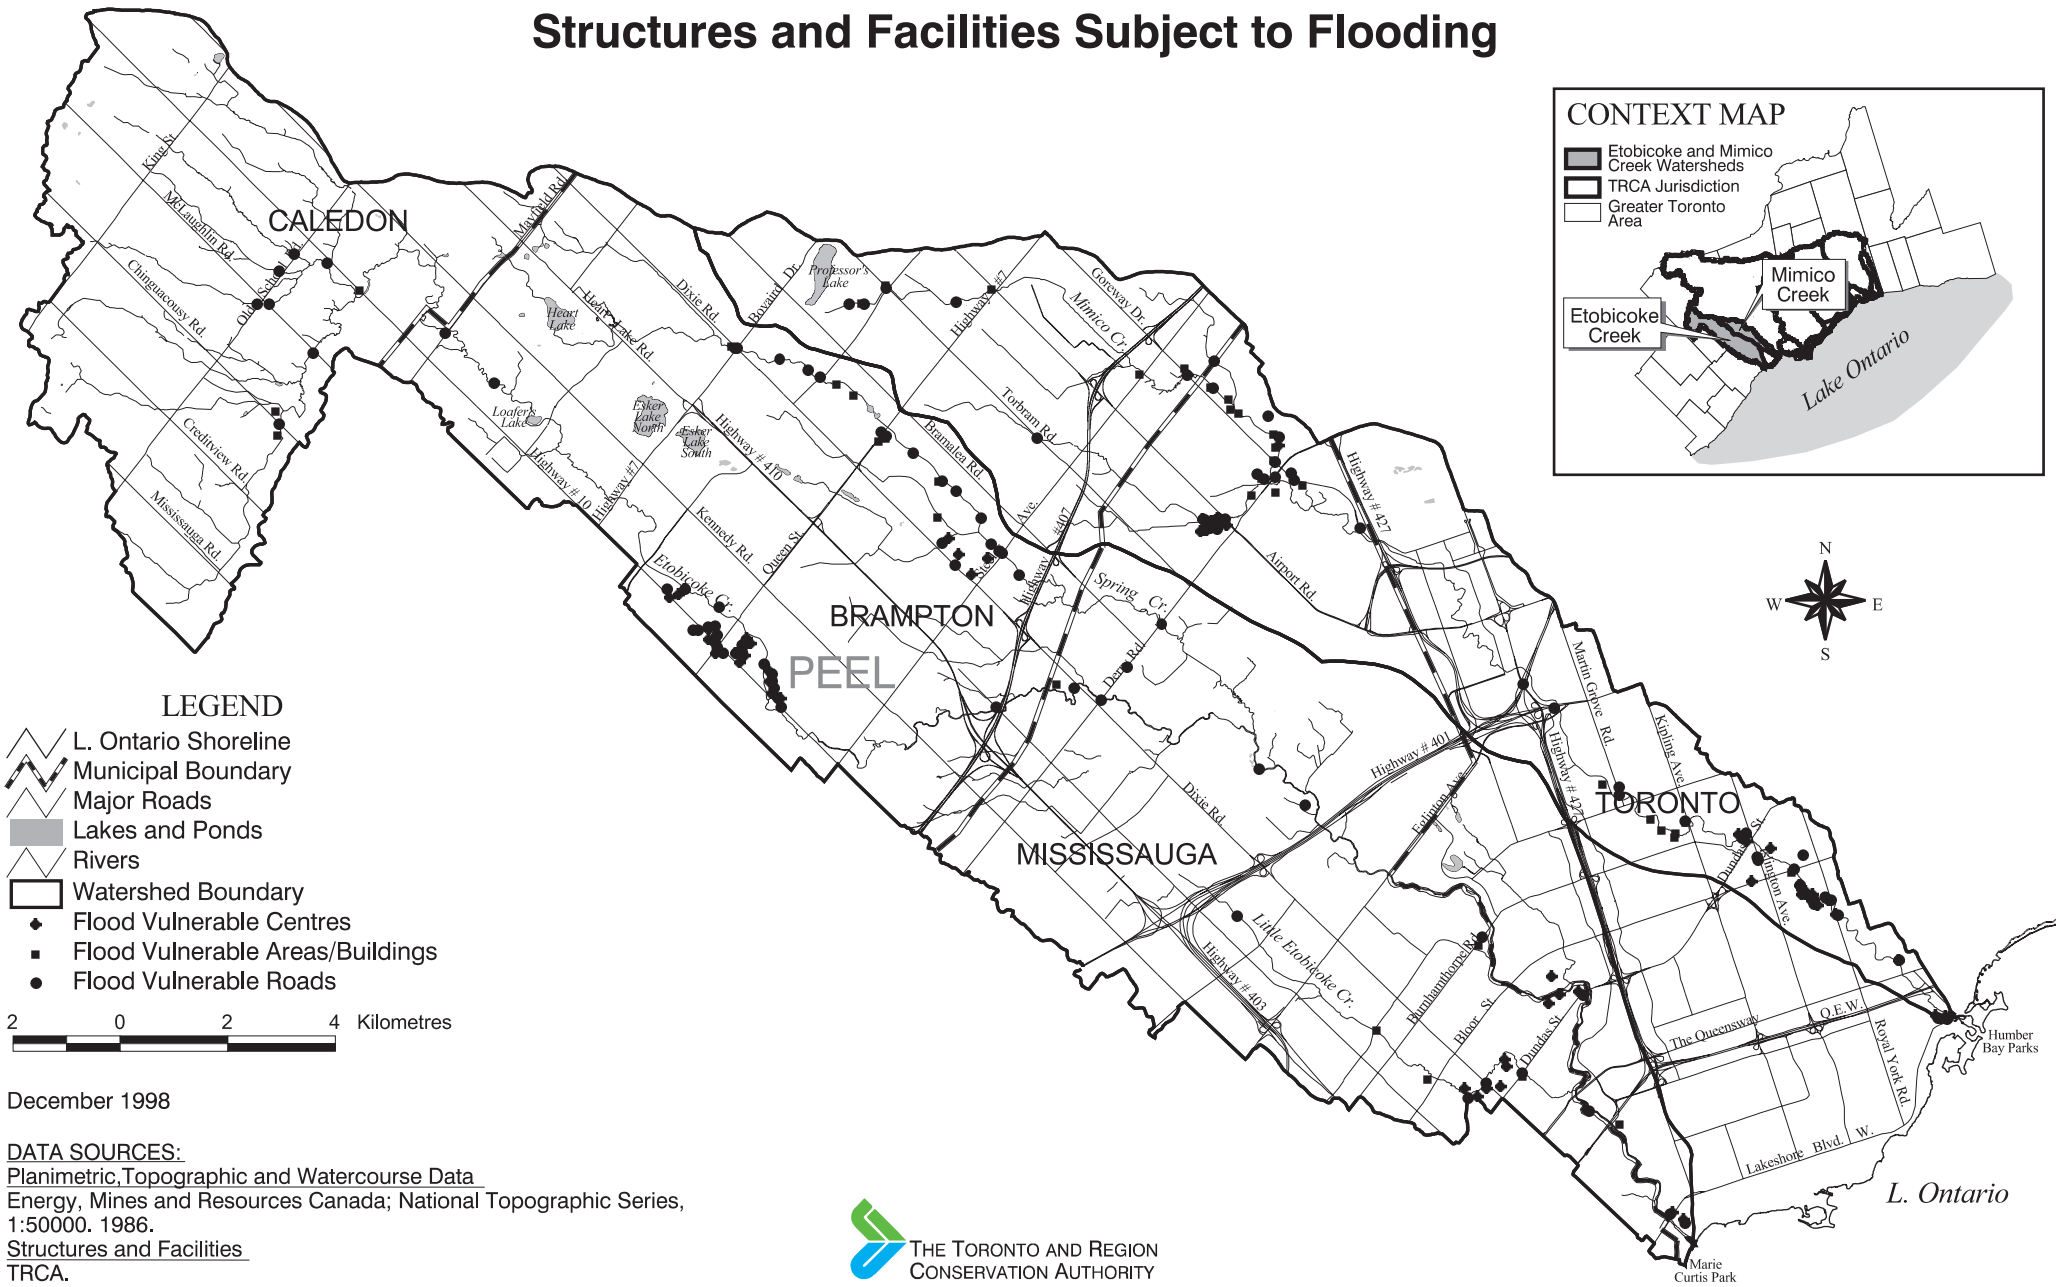 Structures and Facilities Subject to Flooding
CONTEXT MAP
Etobicoke and Mimico
Creek Watersheds
TRCA Jurisdiction
Greater Toronto
Area
Mimico
Creek
Etobicoke
Creek
Lake Ontario
N
W
E
S
King St.
McLaughlin Rd.
CALEDON
Chinguacousy Rd.
Creditview Rd.
Mississauga Rd.
Mayfield Rd.
Heart
Lake
Heart Lake Rd.
Dixie Rd.
Bovaird Dr.
Professor's
Lake
Highway #7
Goreway Dr.
Mimico Cr.
Torbram Rd.
Loafer's
Lake
Esker
Lake
North
Esker
Lake
South
Highway # 410
Highway # 10
Highway #7
Kennedy Rd.
Queen St.
Bramalea Rd.
Ave.
Highway #407
Highway # 427
Airport Rd.
Spring Cr.
Etobicoke Cr.
BRAMPTON
PEEL
Derry Rd.
Dixie Rd.
MISSISSAUGA
Highway # 401
Eglinton Ave.
Martin Grove Rd.
Kipling Ave.
Highway # 427
TORONTO
Dundas St
Islington Ave.
Highway # 403
Little Etobicoke Cr.
Burnhamthorpe Rd.
Bloor St
Dundas St.
The Queensway
Q.E.W.
Royal York Rd.
Lakeshore Blvd. W.
Humber
Bay Parks
L. Ontario
Marie
Curtis Park
LEGEND
L. Ontario Shoreline
Municipal Boundary
Major Roads
Lakes and Ponds
Rivers
Watershed Boundary
Flood Vulnerable Centres
Flood Vulnerable Areas/Buildings
Flood Vulnerable Roads
2 0 2 4 Kilometres
December 1998
DATA SOURCES:
Planimetric,Topographic and Watercourse Data
Energy, Mines and Resources Canada; National Topographic Series,
1:50000. 1986.
Structures and Facilities
TRCA.
THE TORONTO AND REGION
CONSERVATION AUTHORITY